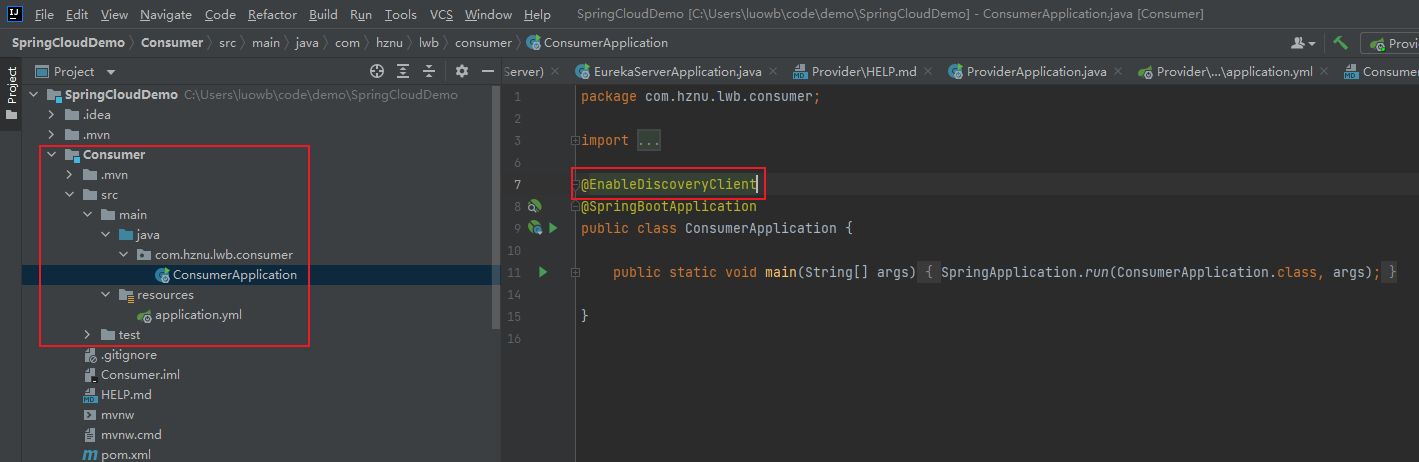 File Edit View Navigate Code Refactor Build Run Tools VCS Window Help SpringCloudDemo [C:\Users\luowb\code\demo\SpringCloudDemo] - ConsumerApplication.java [Consumer]
SpringCloudDemo Consumer src main java com hznu lwb consumer ConsumerApplication Provi
Project Project Server) EurekaServerApplication.java Provider\HELP.md ProviderApplication.java Provider\...\application.yml Consume
SpringCloudDemo C:\Users\luowb\code\demo\SpringCloudDemo
.idea
.mvn
Consumer
.mvn
src
main
java
com.hznu.lwb.consumer
ConsumerApplication
resources
application.yml
test
.gitignore
Consumer.iml
HELP.md
mvnw
mvnw.cmd
pom.xml
1 package com.hznu.lwb.consumer;
2
3 import ...
6
7 @EnableDiscoveryClient
8 @SpringBootApplication
9 public class ConsumerApplication {
10
11 public static void main(String[] args) { SpringApplication.run(ConsumerApplication.class, args); }
14
15 }
16